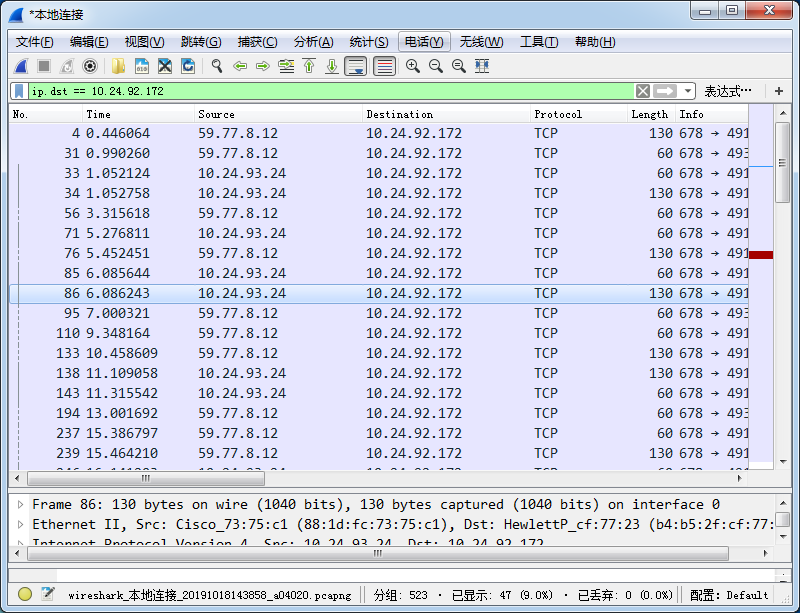 *本地连接
文件(F) 编辑(E) 视图(V) 跳转(G) 捕获(C) 分析(A) 统计(S) 电话(Y) 无线(W) 工具(T) 帮助(H)
ip.dst == 10.24.92.172 表达式… +
No. Time Source Destination Protocol Length Info
4 0.446064 59.77.8.12 10.24.92.172 TCP 130 678 → 491
31 0.990260 59.77.8.12 10.24.92.172 TCP 60 678 → 493
33 1.052124 10.24.93.24 10.24.92.172 TCP 60 678 → 491
34 1.052758 10.24.93.24 10.24.92.172 TCP 130 678 → 491
56 3.315618 59.77.8.12 10.24.92.172 TCP 60 678 → 491
71 5.276811 10.24.93.24 10.24.92.172 TCP 60 678 → 491
76 5.452451 59.77.8.12 10.24.92.172 TCP 130 678 → 491
85 6.085644 10.24.93.24 10.24.92.172 TCP 60 678 → 491
86 6.086243 10.24.93.24 10.24.92.172 TCP 130 678 → 491
95 7.000321 59.77.8.12 10.24.92.172 TCP 60 678 → 493
110 9.348164 59.77.8.12 10.24.92.172 TCP 60 678 → 491
133 10.458609 59.77.8.12 10.24.92.172 TCP 130 678 → 491
138 11.109058 10.24.93.24 10.24.92.172 TCP 130 678 → 491
143 11.315542 10.24.93.24 10.24.92.172 TCP 60 678 → 491
194 13.001692 59.77.8.12 10.24.92.172 TCP 60 678 → 493
237 15.386797 59.77.8.12 10.24.92.172 TCP 60 678 → 491
239 15.464210 59.77.8.12 10.24.92.172 TCP 130 678 → 491
Frame 86: 130 bytes on wire (1040 bits), 130 bytes captured (1040 bits) on interface 0
Ethernet II, Src: Cisco_73:75:c1 (88:1d:fc:73:75:c1), Dst: HewlettP_cf:77:23 (b4:b5:2f:cf:77:
Internet Protocol Version 4, Src: 10.24.93.24, Dst: 10.24.92.172
wireshark_本地连接_20191018143858_a04020.pcapng 分组: 523 · 已显示: 47 (9.0%) · 已丢弃: 0 (0.0%) 配置: Default